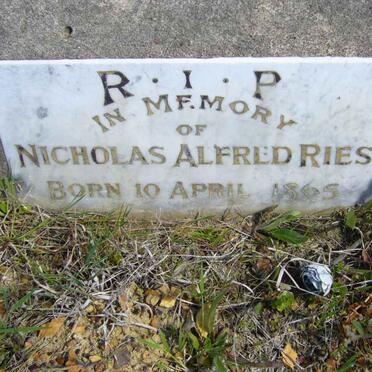 R.I.P
IN MEMORY
OF
NICHOLAS ALFRED RIES
BORN 10 APRIL 1865